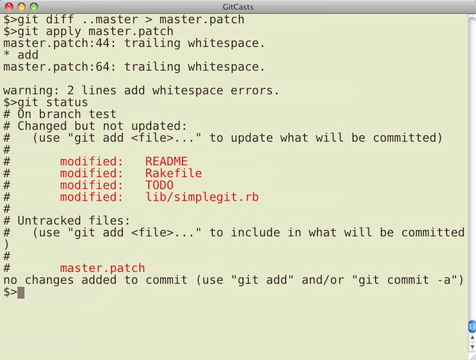 GitCasts
$>git diff ..master > master.patch
$>git apply master.patch
master.patch:44: trailing whitespace.
* add
master.patch:64: trailing whitespace.
warning: 2 lines add whitespace errors.
$>git status
# On branch test
# Changed but not updated:
#   (use "git add <file>..." to update what will be committed)
#
#       modified:   README
#       modified:   Rakefile
#       modified:   TODO
#       modified:   lib/simplegit.rb
#
# Untracked files:
#   (use "git add <file>..." to include in what will be committed
)
#
#       master.patch
no changes added to commit (use "git add" and/or "git commit -a")
$>